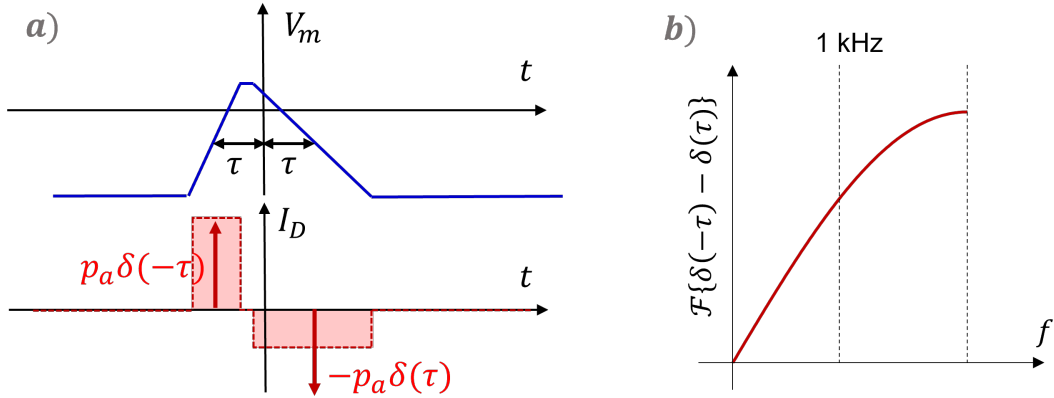 a)
V_m
t
τ
τ
I_D
p_a δ(−τ)
t
−p_a δ(τ)
b)
1 kHz
ℱ{δ(−τ) − δ(τ)}
f